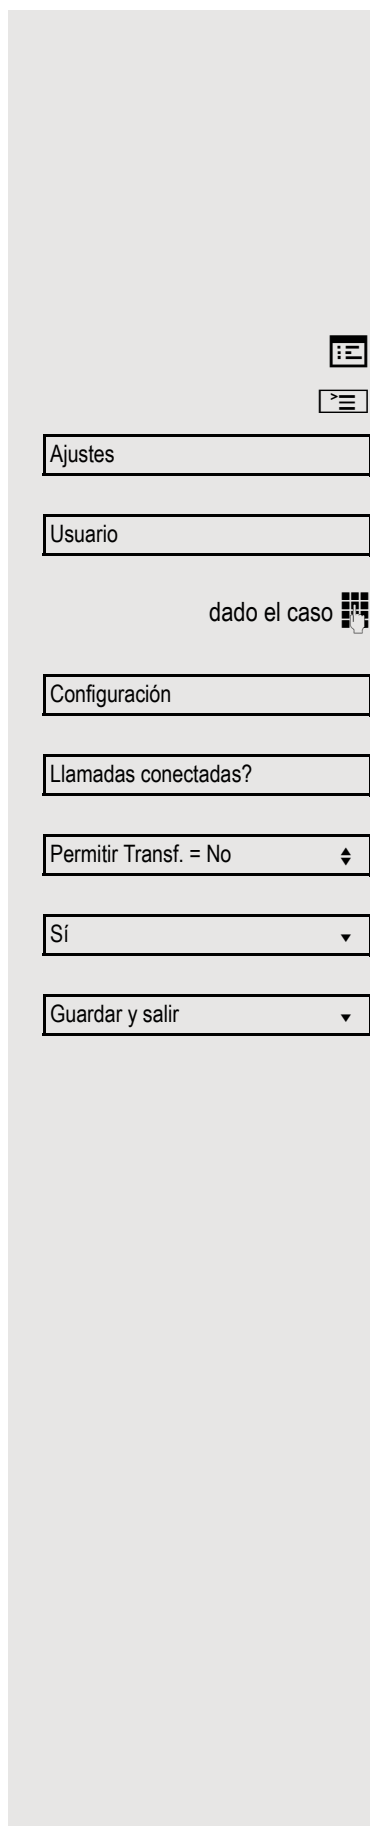 Ajustes
Usuario
dado el caso
Configuración
Llamadas conectadas?
Permitir Transf. = No
Sí
Guardar y salir